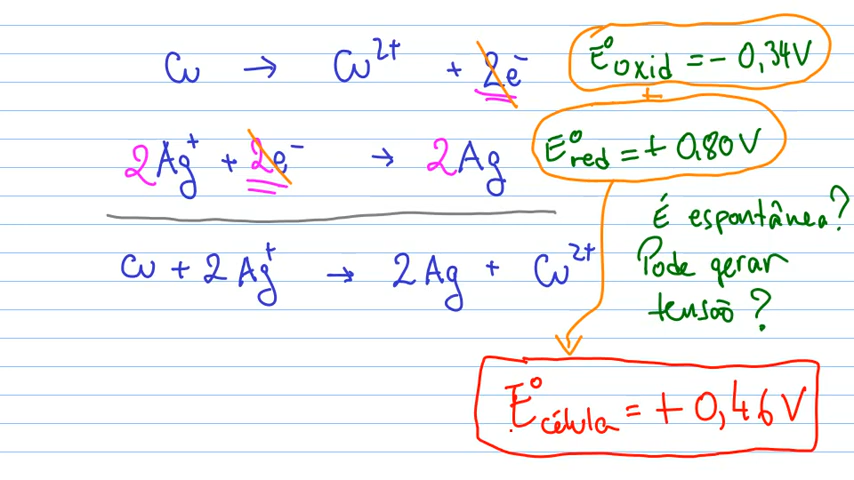 Cu → Cu²⁺ + 2e⁻
E°oxid = - 0,34V
+
2Ag⁺ + 2e⁻ → 2Ag
E°red = + 0,80V
Cu + 2Ag⁺ → 2Ag + Cu²⁺
É espontânea?
Pode gerar
tensão?
E°célula = + 0,46V